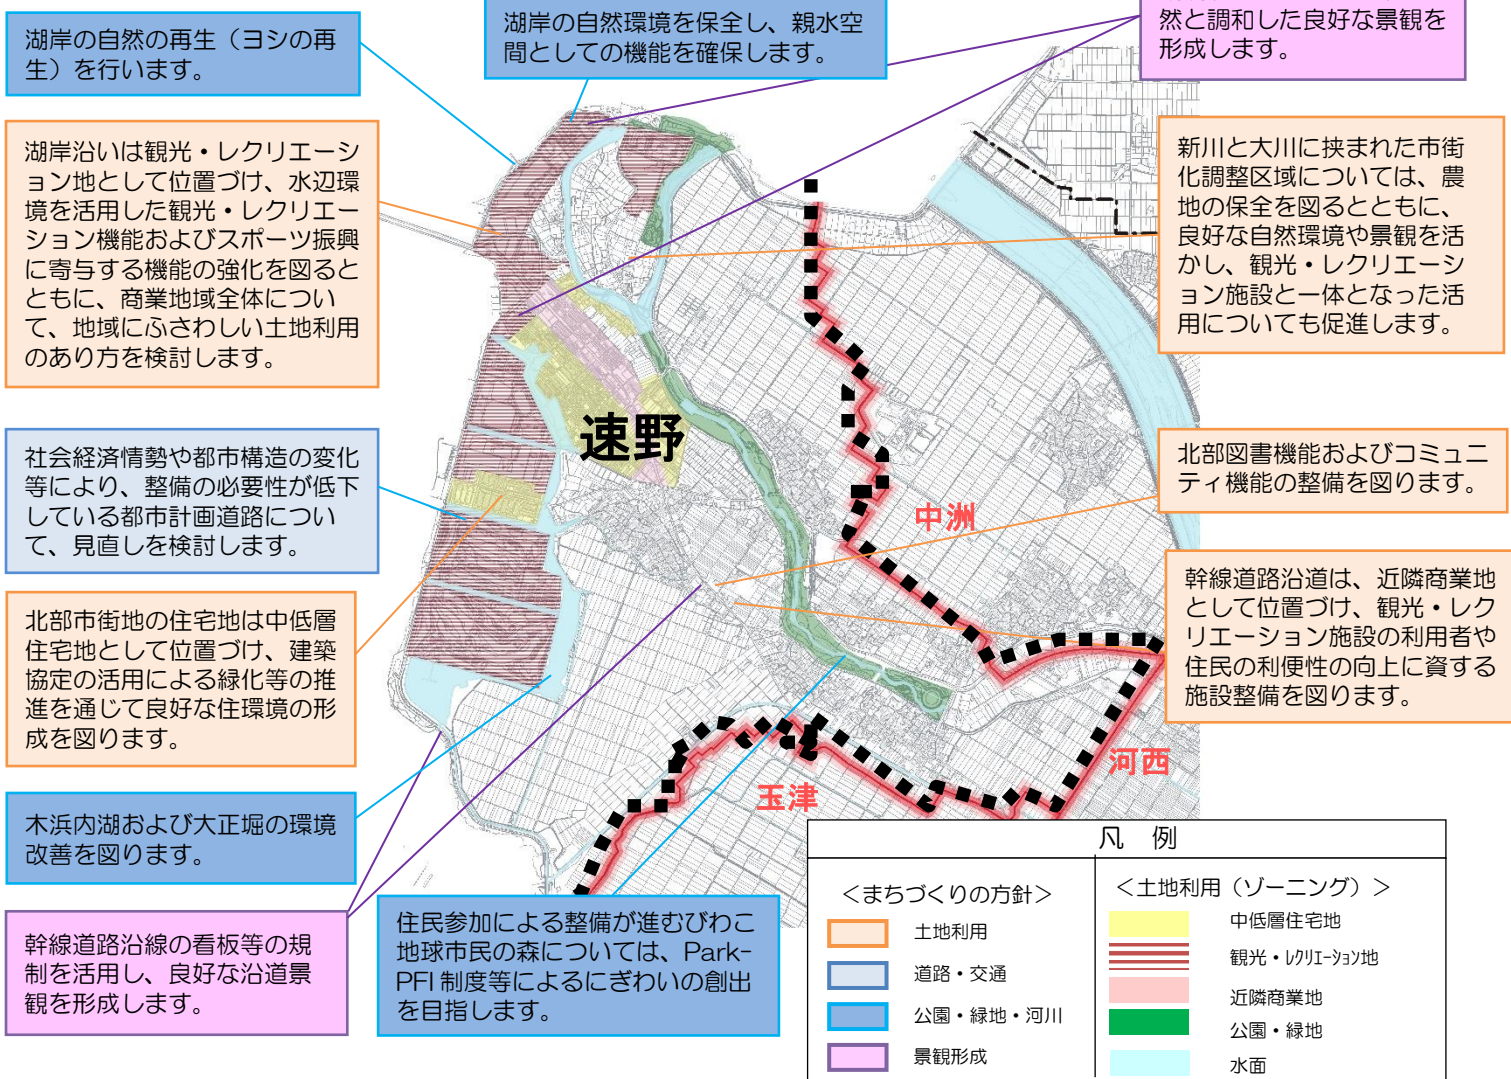 湖岸の自然の再生（ヨシの再
生）を行います。
湖岸の自然環境を保全し、親水空
間としての機能を確保します。
然と調和した良好な景観を
形成します。
湖岸沿いは観光・レクリエーシ
ョン地として位置づけ、水辺環
境を活用した観光・レクリエー
ション機能およびスポーツ振興
に寄与する機能の強化を図ると
ともに、商業地域全体につい
て、地域にふさわしい土地利用
のあり方を検討します。
新川と大川に挟まれた市街
化調整区域については、農
地の保全を図るとともに、
良好な自然環境や景観を活
かし、観光・レクリエーシ
ョン施設と一体となった活
用についても促進します。
社会経済情勢や都市構造の変化
等により、整備の必要性が低下
している都市計画道路につい
て、見直しを検討します。
速野
中洲
北部図書機能およびコミュニ
ティ機能の整備を図ります。
幹線道路沿道は、近隣商業地
として位置づけ、観光・レク
リエーション施設の利用者や
住民の利便性の向上に資する
施設整備を図ります。
北部市街地の住宅地は中低層
住宅地として位置づけ、建築
協定の活用による緑化等の推
進を通じて良好な住環境の形
成を図ります。
河西
玉津
木浜内湖および大正堀の環境
改善を図ります。
幹線道路沿線の看板等の規
制を活用し、良好な沿道景
観を形成します。
住民参加による整備が進むびわこ
地球市民の森については、Park-
PFI 制度等によるにぎわいの創出
を目指します。
凡 例
＜まちづくりの方針＞
土地利用
道路・交通
公園・緑地・河川
景観形成
＜土地利用（ゾーニング）＞
中低層住宅地
観光・ﾚｸﾘｴｰｼｮﾝ地
近隣商業地
公園・緑地
水面